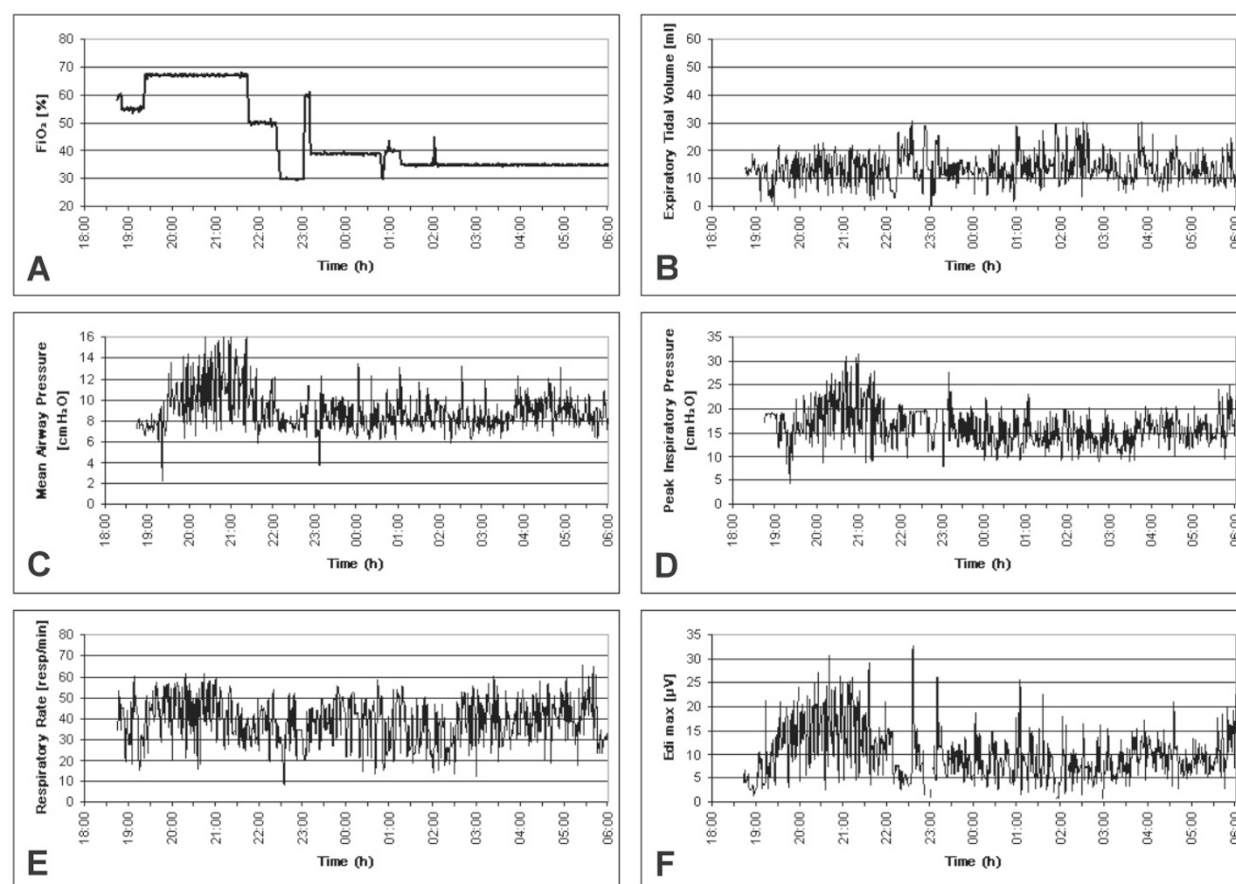 FiO₂ [%]
80
70
60
50
40
30
20
18:00 19:00 20:00 21:00 22:00 23:00 00:00 01:00 02:00 03:00 04:00 05:00 06:00
Time (h)
A
Expiratory Tidal Volume [ml]
60
50
40
30
20
10
0
18:00 19:00 20:00 21:00 22:00 23:00 00:00 01:00 02:00 03:00 04:00 05:00 06:00
Time (h)
B
Mean Airway Pressure
[cm H₂O]
16
14
12
10
8
6
4
2
0
18:00 19:00 20:00 21:00 22:00 23:00 00:00 01:00 02:00 03:00 04:00 05:00 06:00
Time (h)
C
Peak Inspiratory Pressure
[cm H₂O]
35
30
25
20
15
10
5
0
18:00 19:00 20:00 21:00 22:00 23:00 00:00 01:00 02:00 03:00 04:00 05:00 06:00
Time (h)
D
Respiratory Rate [resp/min]
80
70
60
50
40
30
20
10
0
18:00 19:00 20:00 21:00 22:00 23:00 00:00 01:00 02:00 03:00 04:00 05:00 06:00
Time (h)
E
Edi max [µV]
35
30
25
20
15
10
5
0
18:00 19:00 20:00 21:00 22:00 23:00 00:00 01:00 02:00 03:00 04:00 05:00 06:00
Time (h)
F